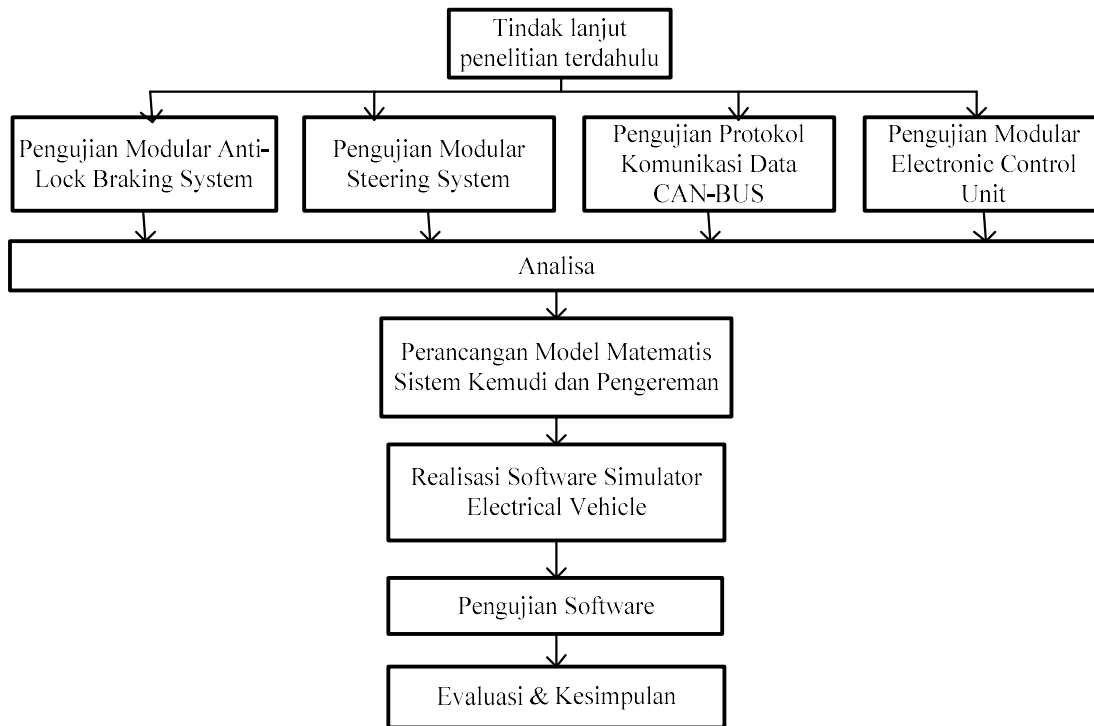 Tindak lanjut
penelitian terdahulu
Pengujian Modular Anti-
Lock Braking System
Pengujian Modular
Steering System
Pengujian Protokol
Komunikasi Data
CAN-BUS
Pengujian Modular
Electronic Control
Unit
Analisa
Perancangan Model Matematis
Sistem Kemudi dan Pengereman
Realisasi Software Simulator
Electrical Vehicle
Pengujian Software
Evaluasi & Kesimpulan